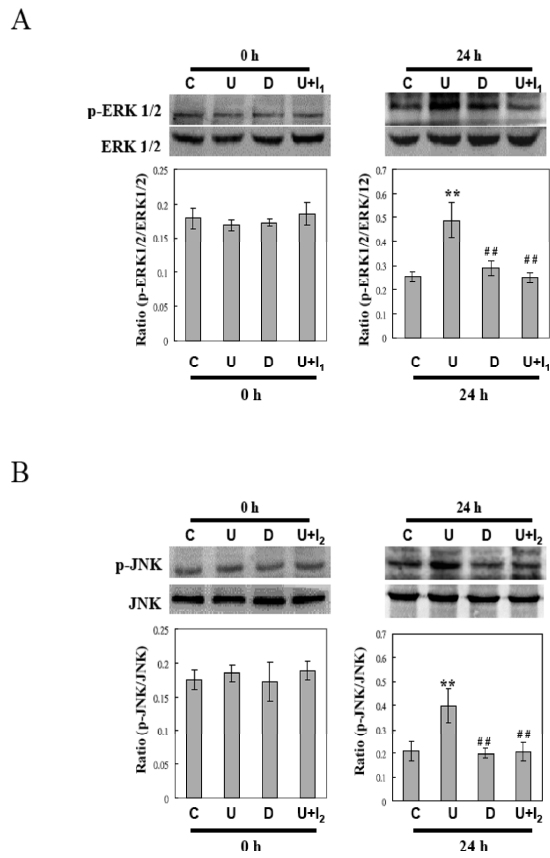 A
0 h
24 h
C U D U+I₁
C U D U+I₁
p-ERK 1/2
ERK 1/2
Ratio (p-ERK1/2/ERK1/2)
0.25
0.2
0.15
0.1
0.05
0
Ratio (p-ERK1/2/ERK/12)
0.6
0.5
0.4
0.3
0.2
0.1
0
**
##
##
C U D U+I₁
C U D U+I₁
0 h
24 h
B
0 h
24 h
C U D U+I₂
C U D U+I₂
p-JNK
JNK
Ratio (p-JNK/JNK)
0.25
0.2
0.15
0.1
0.05
0
Ratio (p-JNK/JNK)
0.7
0.6
0.5
0.4
0.3
0.2
0.1
0
**
##
##
C U D U+I₂
C U D U+I₂
0 h
24 h